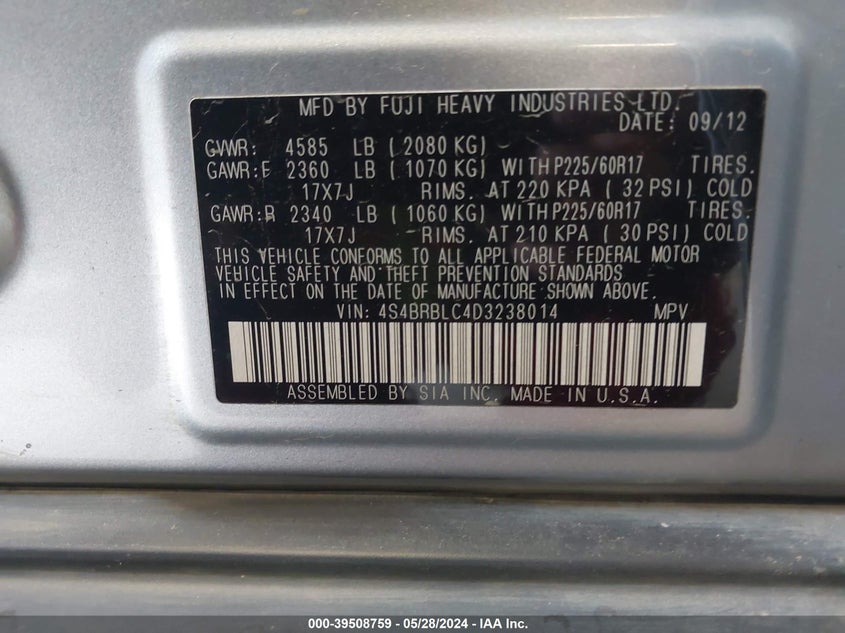 MFD BY FUJI HEAVY INDUSTRIES LTD.
DATE: 09/12
GVWR: 4585 LB (2080 KG)
GAWR:F 2360 LB (1070 KG) WITH P225/60R17 TIRES.
17X7J RIMS. AT 220 KPA (32 PSI) COLD
GAWR:R 2340 LB (1060 KG) WITH P225/60R17 TIRES.
17X7J RIMS. AT 210 KPA (30 PSI) COLD
THIS VEHICLE CONFORMS TO ALL APPLICABLE FEDERAL MOTOR
VEHICLE SAFETY AND THEFT PREVENTION STANDARDS
IN EFFECT ON THE DATE OF MANUFACTURE SHOWN ABOVE.
VIN: 4S4BRBLC4D3238014 MPV
ASSEMBLED BY SIA INC. MADE IN U.S.A.
000-39508759 - 05/28/2024 - IAA Inc.